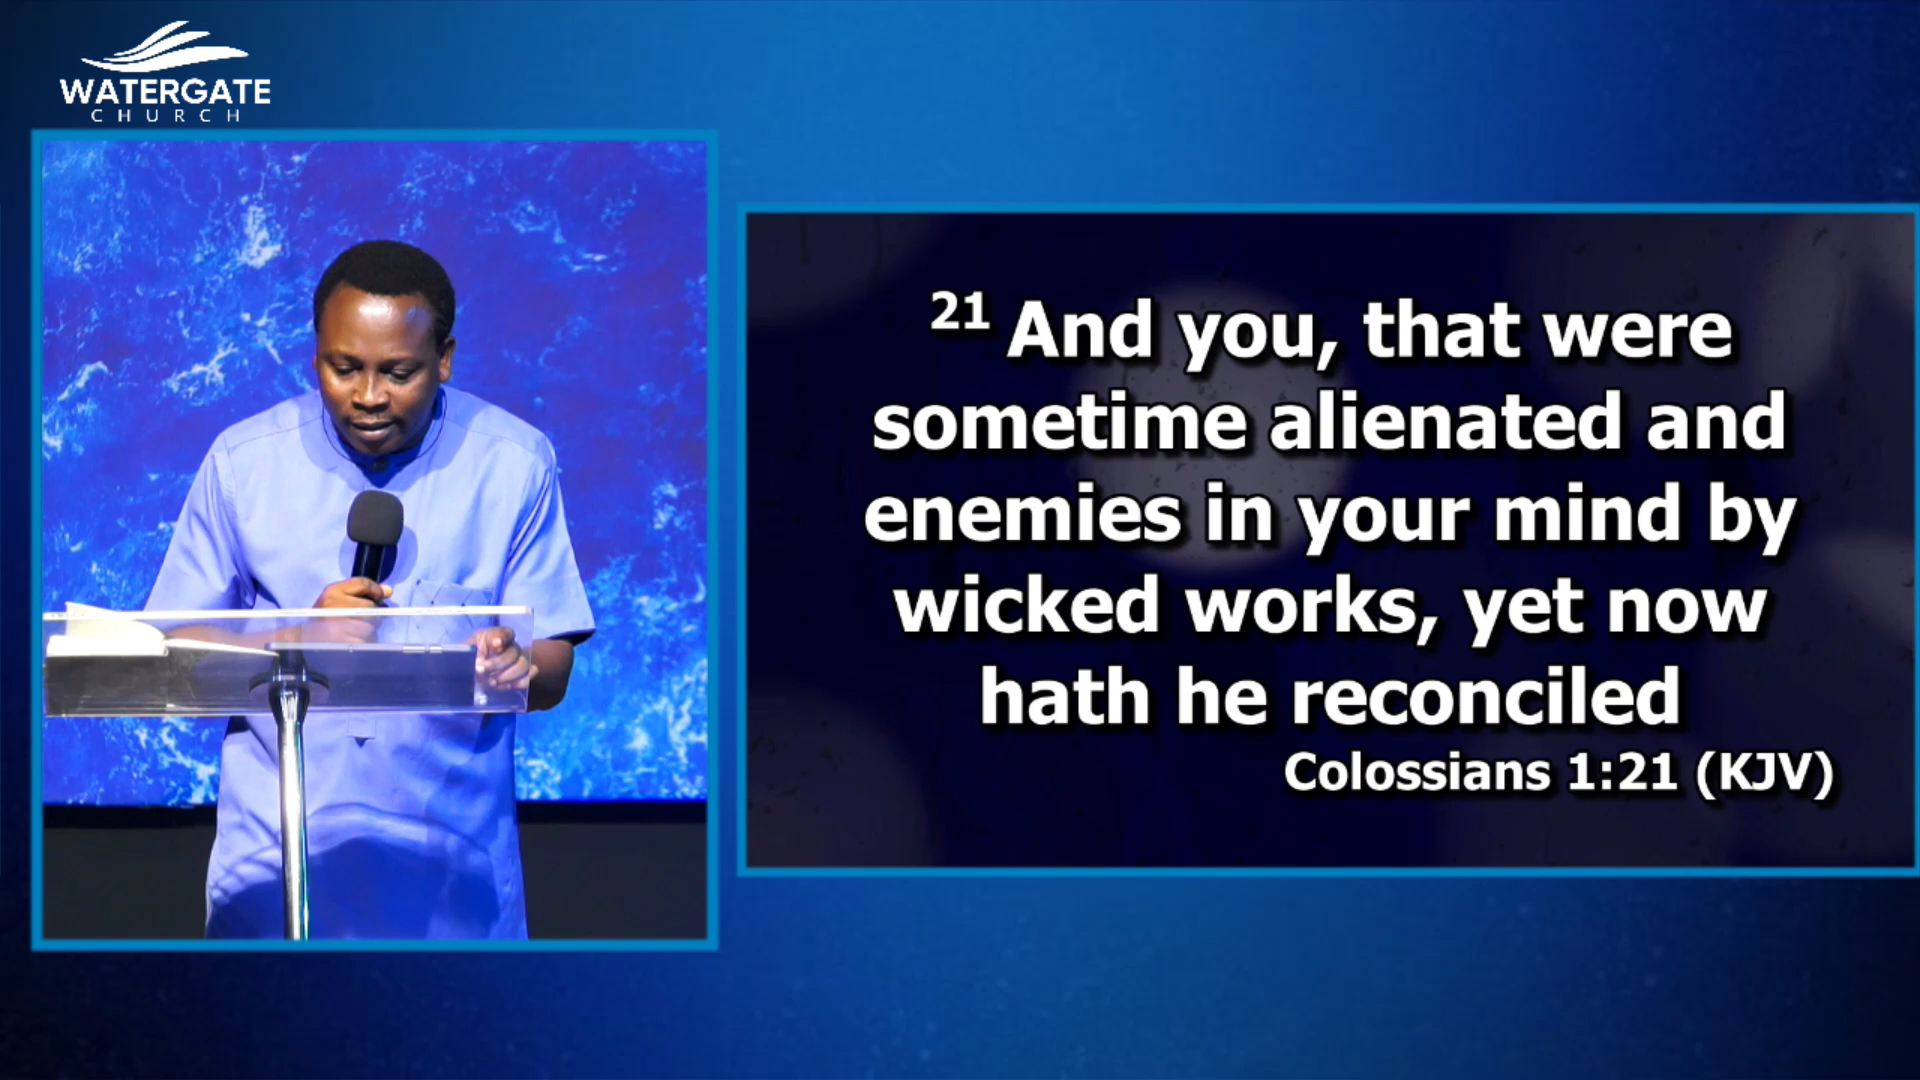 WATERGATE
CHURCH
21 And you, that were
sometime alienated and
enemies in your mind by
wicked works, yet now
hath he reconciled
Colossians 1:21 (KJV)